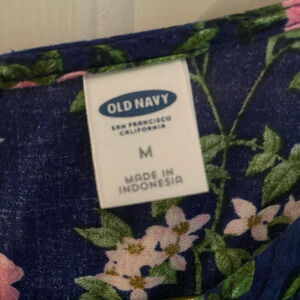 OLD NAVY
SAN FRANCISCO
CALIFORNIA
M
MADE IN
INDONESIA